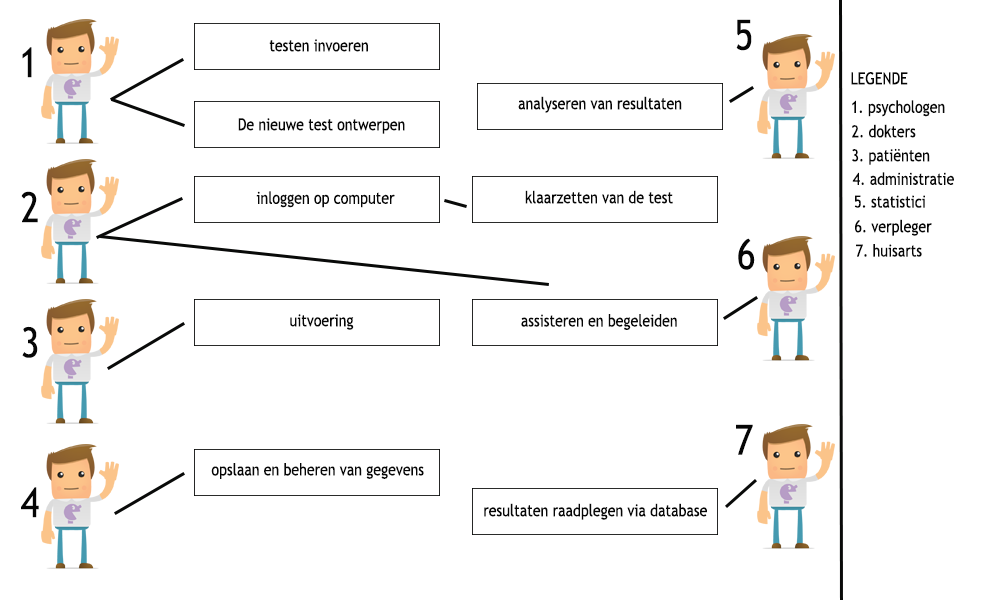 1
testen invoeren
De nieuwe test ontwerpen
2
inloggen op computer
klaarzetten van de test
3
uitvoering
4
opslaan en beheren van gegevens
5
analyseren van resultaten
6
assisteren en begeleiden
7
resultaten raadplegen via database
LEGENDE
1. psychologen
2. dokters
3. patiënten
4. administratie
5. statistici
6. verpleger
7. huisarts